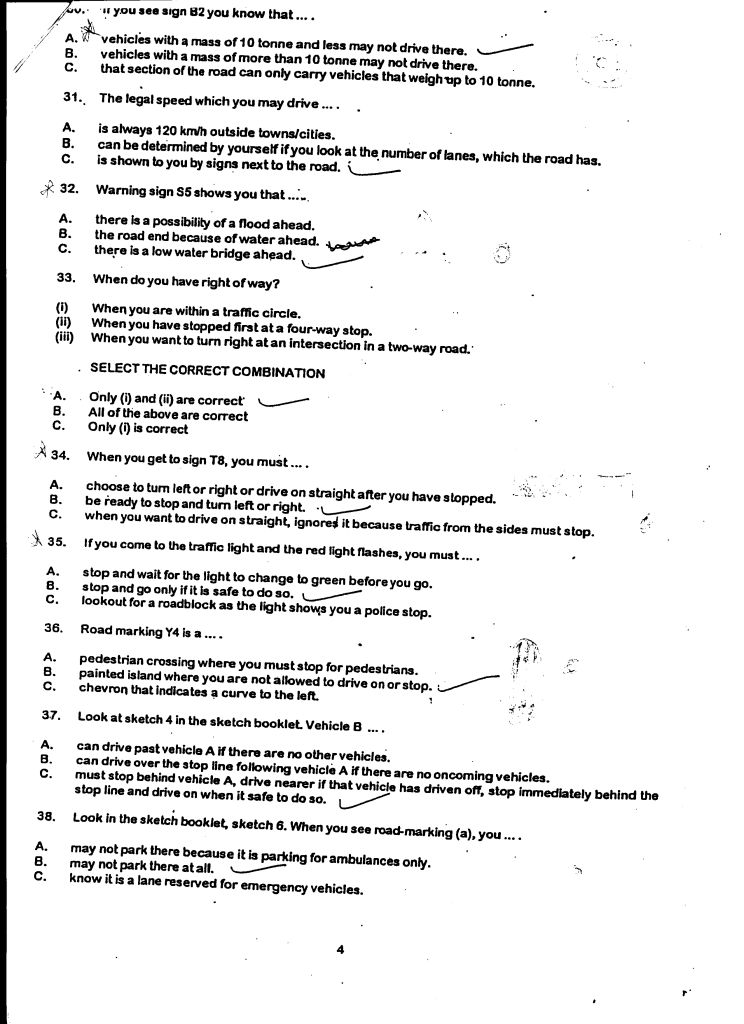 if you see sign B2 you know that ... .
A. vehicles with a mass of 10 tonne and less may not drive there.
B. vehicles with a mass of more than 10 tonne may not drive there.
C. that section of the road can only carry vehicles that weigh up to 10 tonne.
31. The legal speed which you may drive ... .
A. is always 120 km/h outside towns/cities.
B. can be determined by yourself if you look at the number of lanes, which the road has.
C. is shown to you by signs next to the road.
32. Warning sign S5 shows you that ....
A. there is a possibility of a flood ahead.
B. the road end because of water ahead.
C. there is a low water bridge ahead.
33. When do you have right of way?
(i) When you are within a traffic circle.
(ii) When you have stopped first at a four-way stop.
(iii) When you want to turn right at an intersection in a two-way road.
SELECT THE CORRECT COMBINATION
A. Only (i) and (ii) are correct
B. All of the above are correct
C. Only (i) is correct
34. When you get to sign T8, you must ... .
A. choose to turn left or right or drive on straight after you have stopped.
B. be ready to stop and turn left or right.
C. when you want to drive on straight, ignore it because traffic from the sides must stop.
35. If you come to the traffic light and the red light flashes, you must ... .
A. stop and wait for the light to change to green before you go.
B. stop and go only if it is safe to do so.
C. lookout for a roadblock as the light shows you a police stop.
36. Road marking Y4 is a ... .
A. pedestrian crossing where you must stop for pedestrians.
B. painted island where you are not allowed to drive on or stop.
C. chevron that indicates a curve to the left.
37. Look at sketch 4 in the sketch booklet. Vehicle B ... .
A. can drive past vehicle A if there are no other vehicles.
B. can drive over the stop line following vehicle A if there are no oncoming vehicles.
C. must stop behind vehicle A, drive nearer if that vehicle has driven off, stop immediately behind the
stop line and drive on when it safe to do so.
38. Look in the sketch booklet, sketch 6. When you see road-marking (a), you ... .
A. may not park there because it is parking for ambulances only.
B. may not park there at all.
C. know it is a lane reserved for emergency vehicles.
4